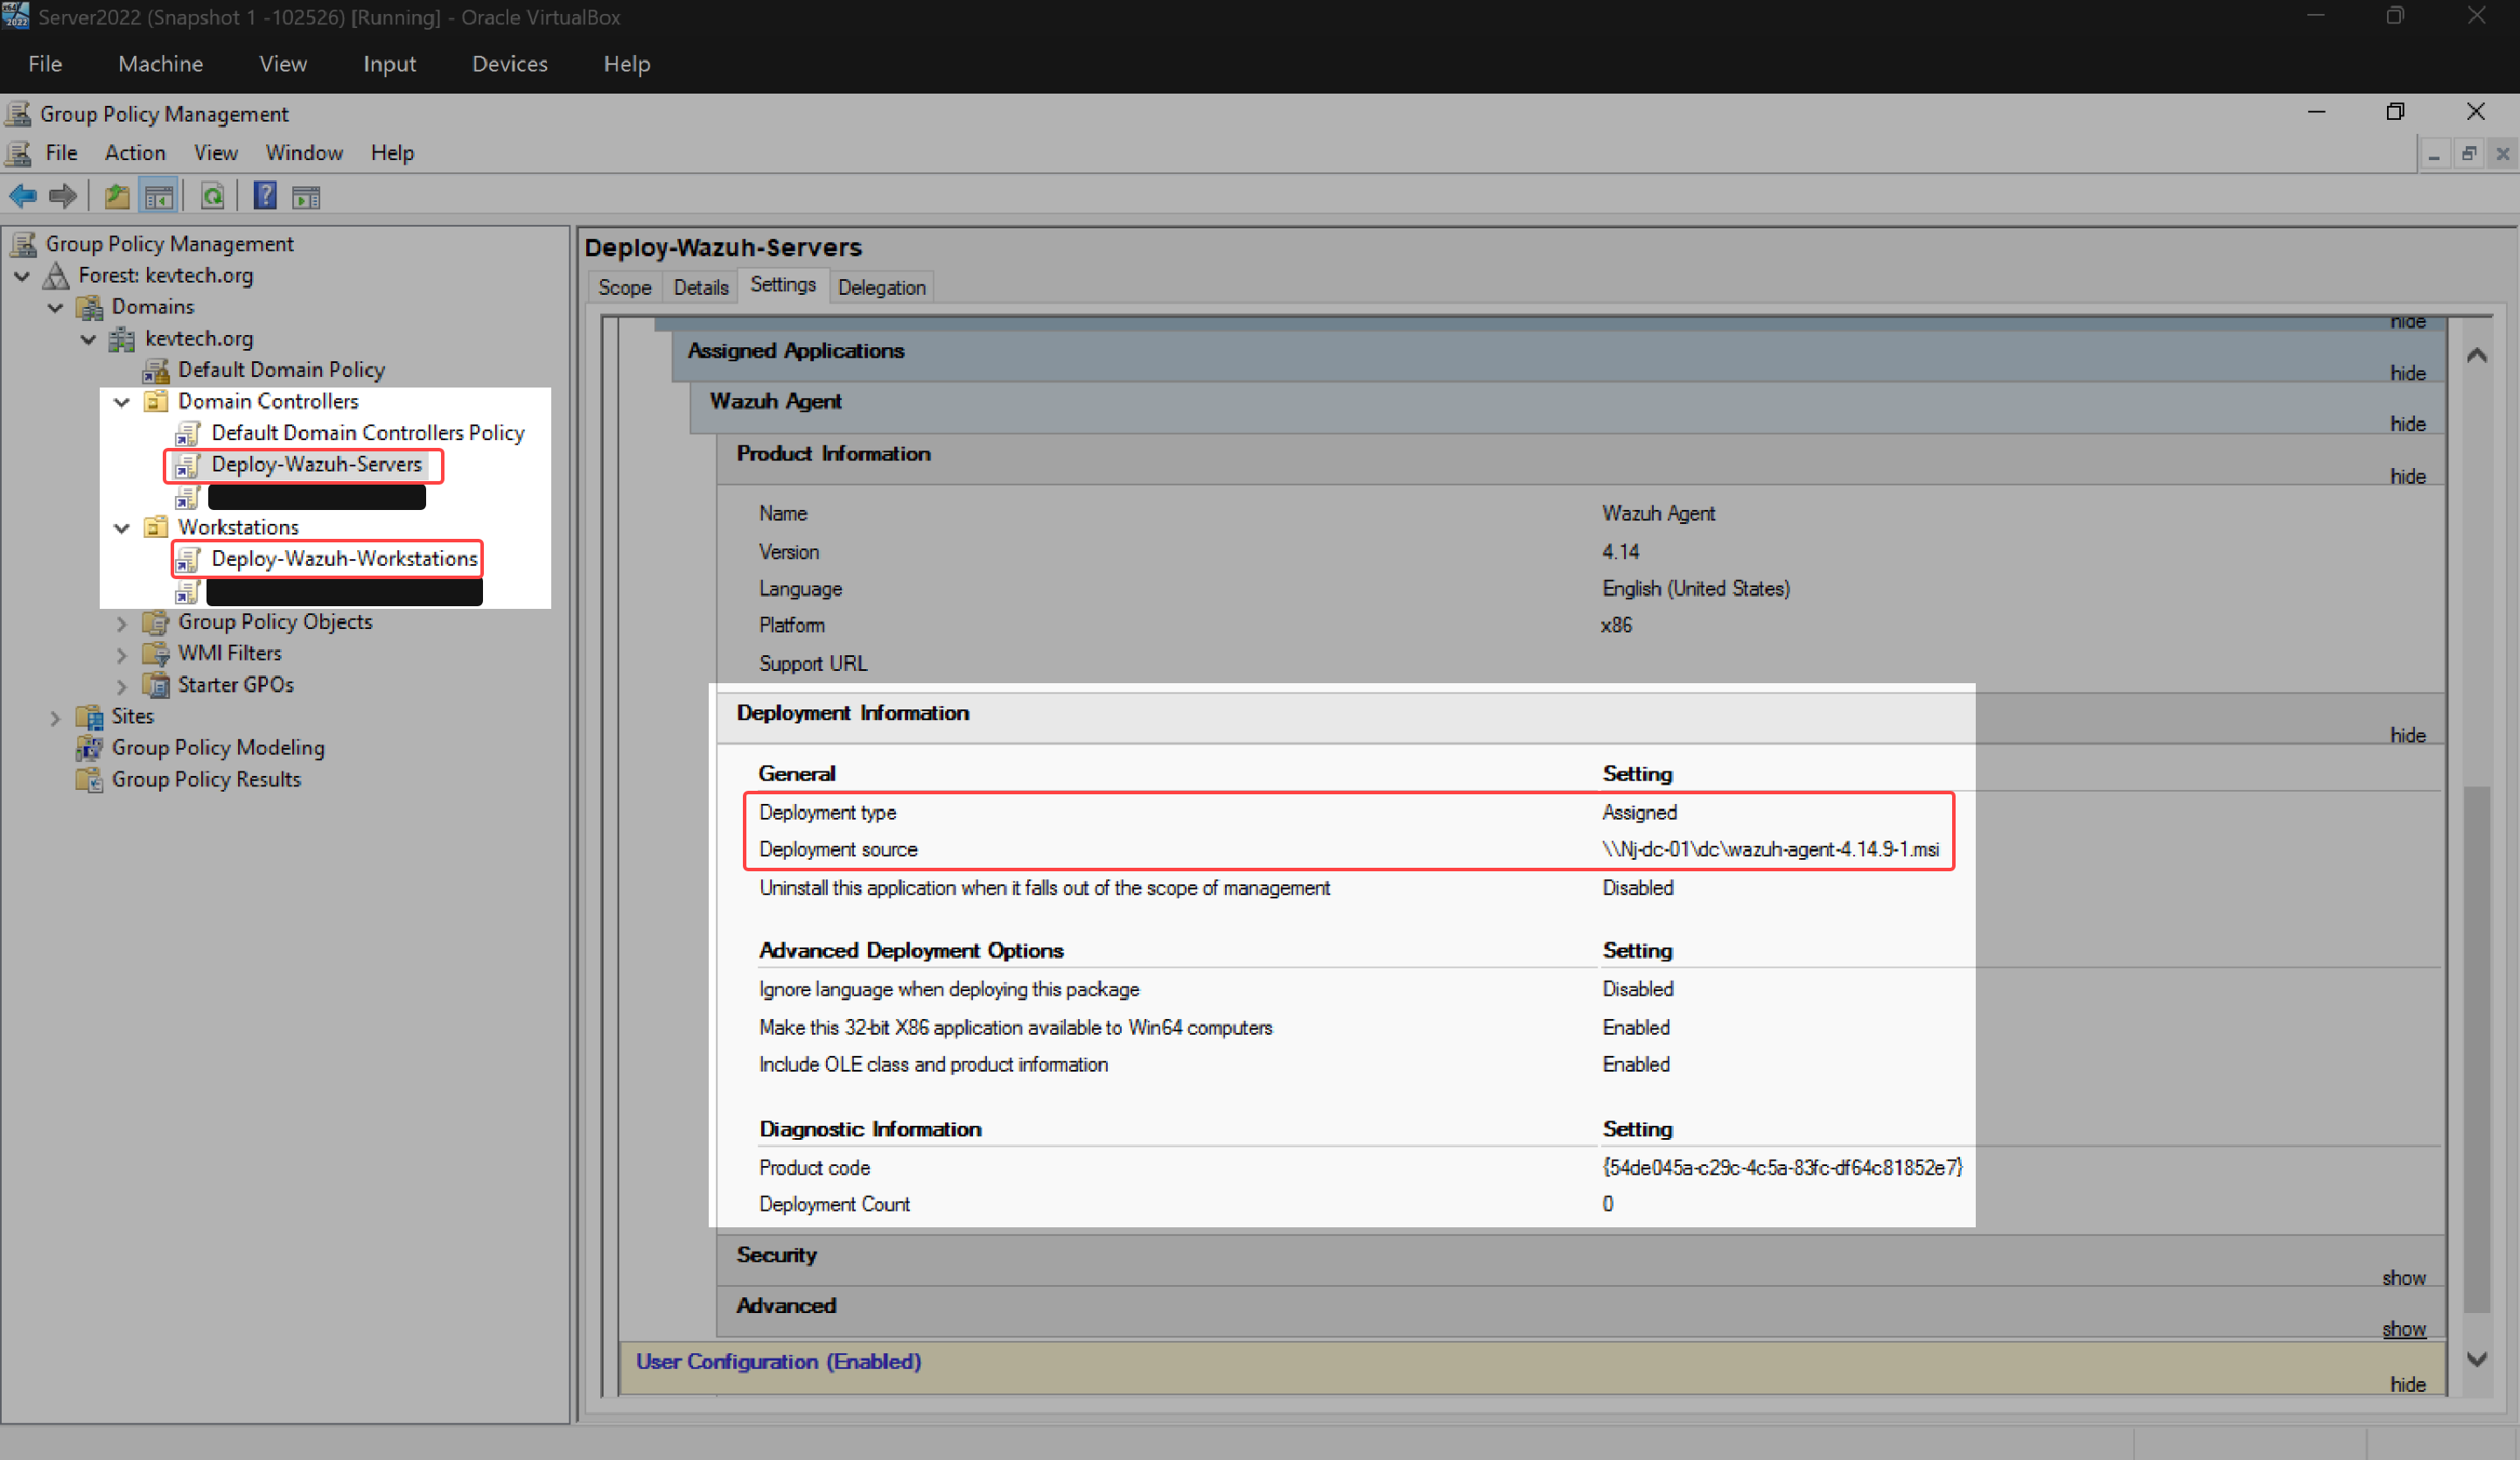 Server2022 (Snapshot 1 -102526) [Running] - Oracle VirtualBox
File Machine View Input Devices Help
Group Policy Management
File Action View Window Help
Group Policy Management
Forest: kevtech.org
Domains
kevtech.org
Default Domain Policy
Domain Controllers
Default Domain Controllers Policy
Deploy-Wazuh-Servers
Workstations
Deploy-Wazuh-Workstations
Group Policy Objects
WMI Filters
Starter GPOs
Sites
Group Policy Modeling
Group Policy Results
Deploy-Wazuh-Servers
Scope Details Settings Delegation
hide
Assigned Applications
hide
Wazuh Agent
hide
Product Information
hide
Name Wazuh Agent
Version 4.14
Language English (United States)
Platform x86
Support URL
Deployment Information
hide
General Setting
Deployment type Assigned
Deployment source \\Nj-dc-01\dc\wazuh-agent-4.14.9-1.msi
Uninstall this application when it falls out of the scope of management Disabled
Advanced Deployment Options Setting
Ignore language when deploying this package Disabled
Make this 32-bit X86 application available to Win64 computers Enabled
Include OLE class and product information Enabled
Diagnostic Information Setting
Product code {54de045a-c29c-4c5a-83fc-df64c81852e7}
Deployment Count 0
Security
show
Advanced
show
User Configuration (Enabled)
hide